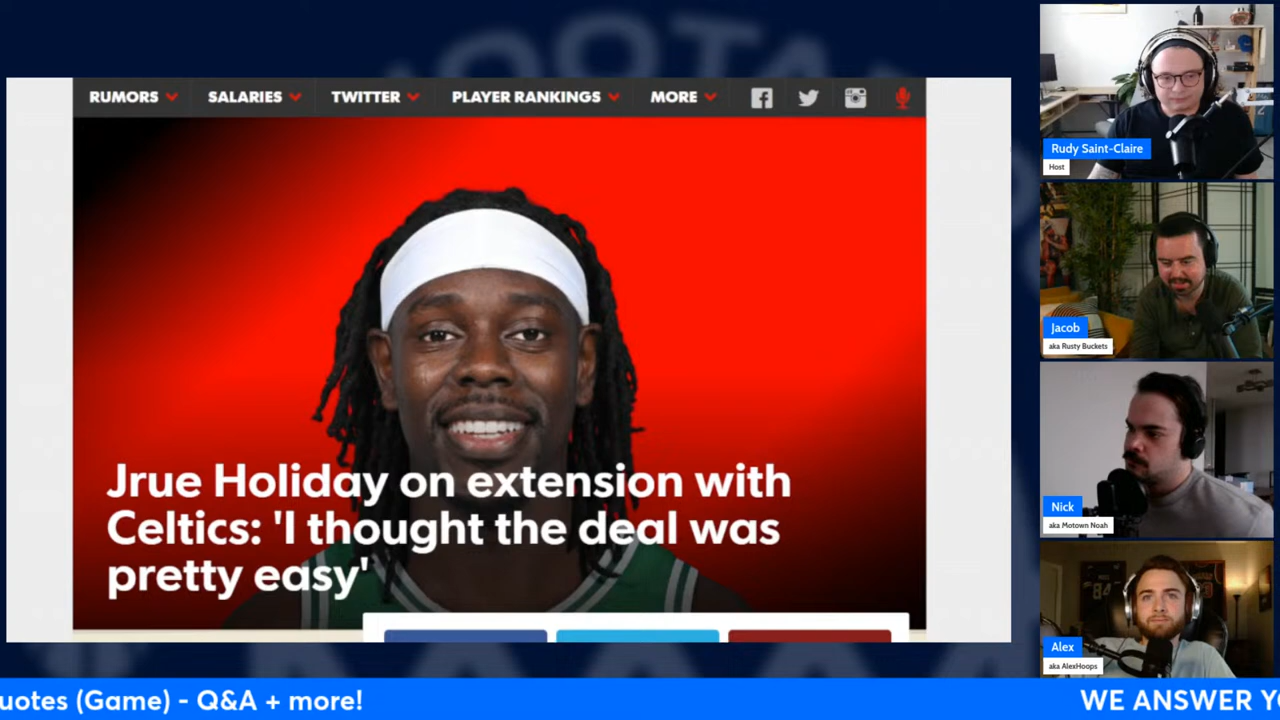 RUMORS SALARIES TWITTER PLAYER RANKINGS MORE
Jrue Holiday on extension with
Celtics: 'I thought the deal was
pretty easy'
Rudy Saint-Claire
Host
Jacob
aka Rusty Buckets
Nick
aka Motown Noah
84
Alex
aka AlexHoops
uotes (Game) - Q&A + more!
WE ANSWER YO